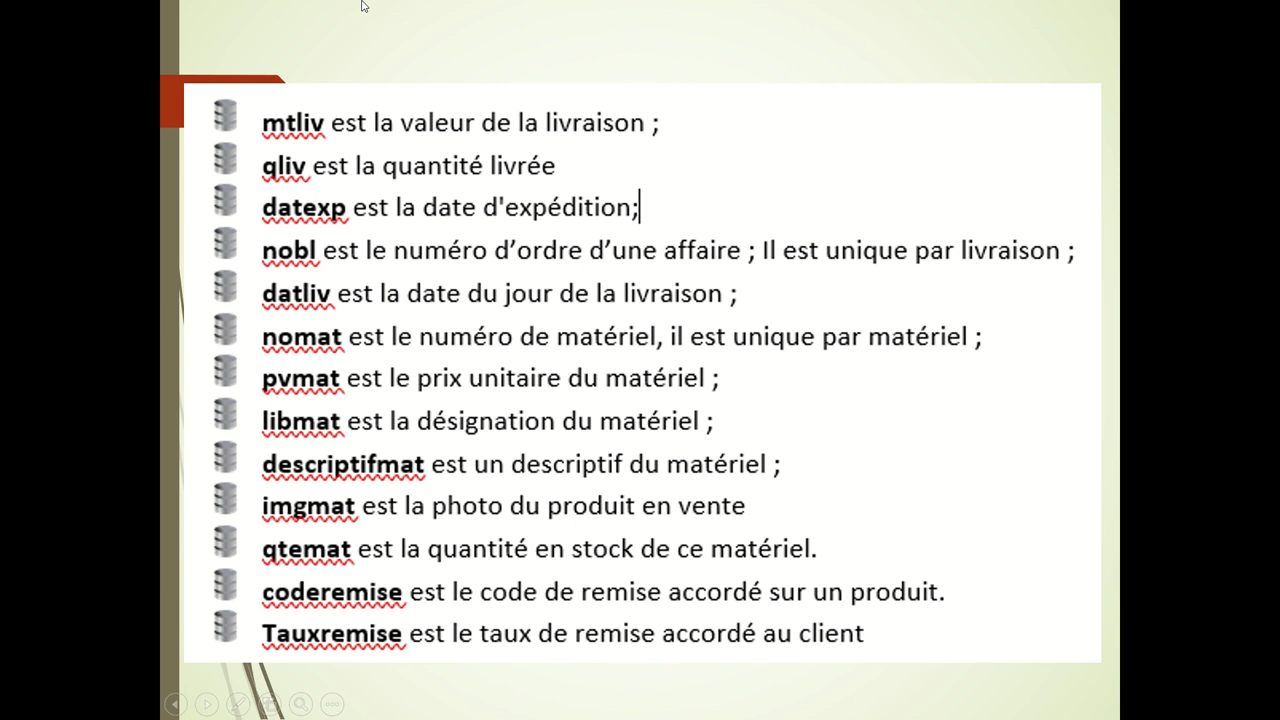 mtliv est la valeur de la livraison ;
qliv est la quantité livrée
datexp est la date d'expédition;
nobl est le numéro d’ordre d’une affaire ; Il est unique par livraison ;
datliv est la date du jour de la livraison ;
nomat est le numéro de matériel, il est unique par matériel ;
pvmat est le prix unitaire du matériel ;
libmat est la désignation du matériel ;
descriptifmat est un descriptif du matériel ;
imgmat est la photo du produit en vente
qtemat est la quantité en stock de ce matériel.
coderemise est le code de remise accordé sur un produit.
Tauxremise est le taux de remise accordé au client